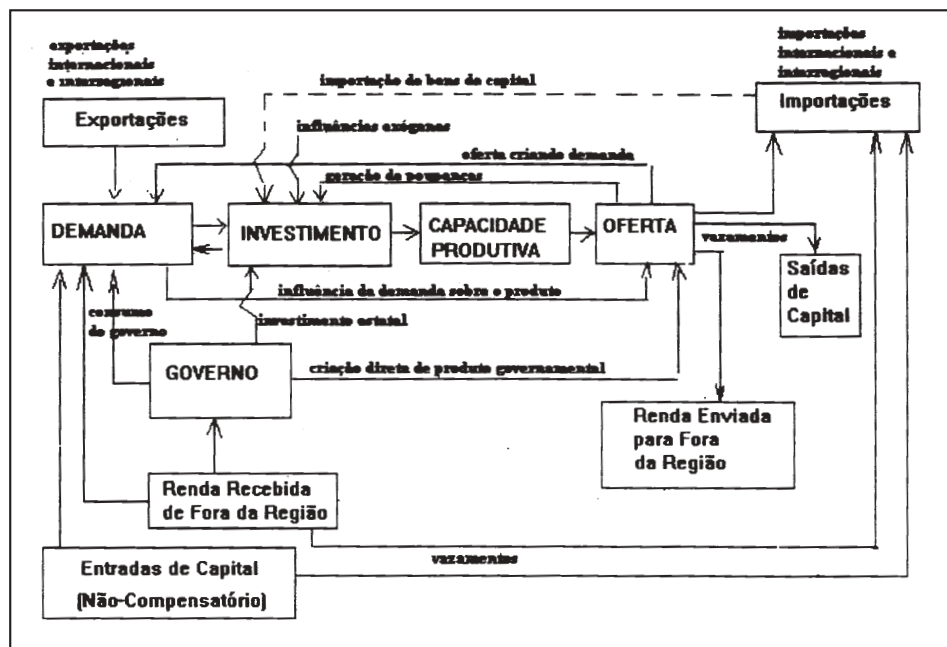 exportações
internacionais
e interregionais
Exportações
importações
internacionais e
interregionais
Importações
importação de bens de capital
influências exógenas
oferta criando demanda
geração de poupanças
DEMANDA
INVESTIMENTO
CAPACIDADE
PRODUTIVA
OFERTA
vazamentos
Saídas
de
Capital
influência da demanda sobre o produto
consumo
do governo
investimento estatal
GOVERNO
criação direta de produto governamental
Renda Enviada
para Fora
da Região
Renda Recebida
de Fora da Região
vazamentos
Entradas de Capital
(Não-Compensatório)